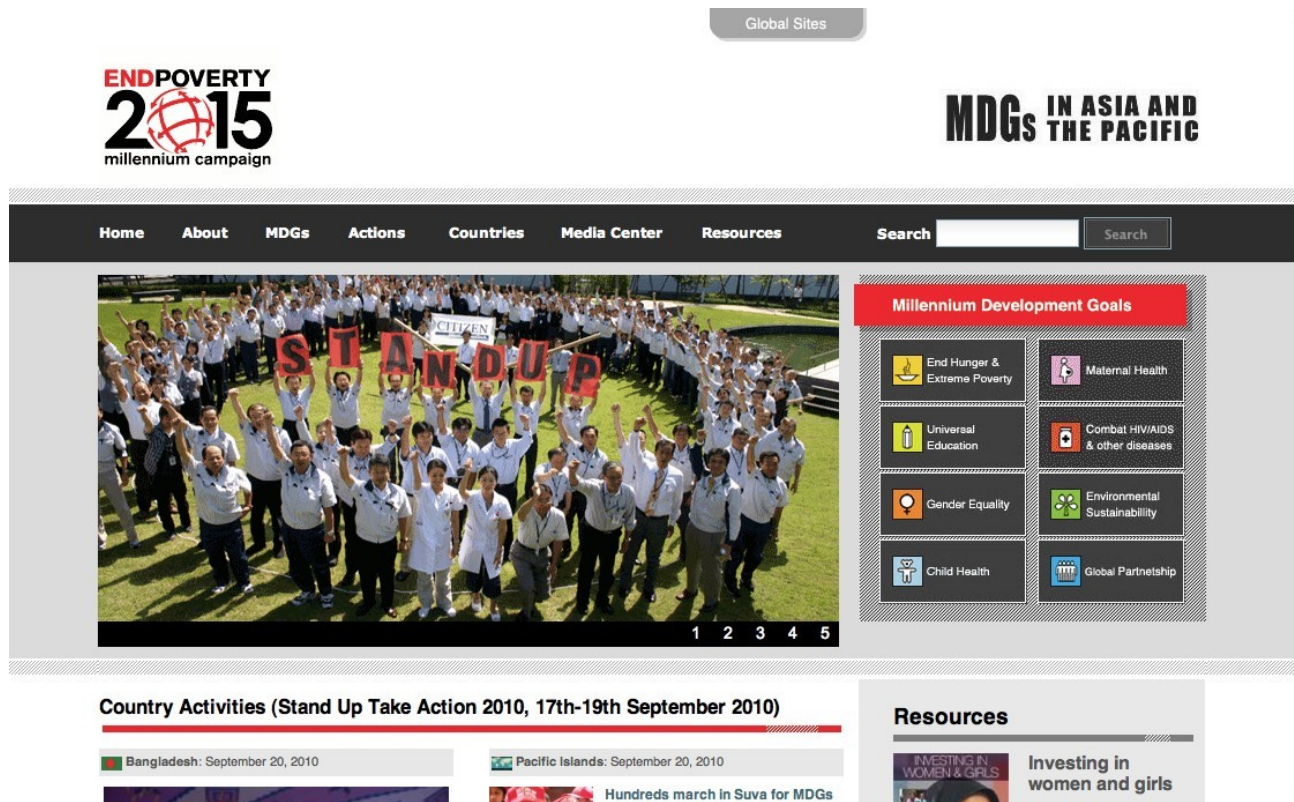 Global Sites
ENDPOVERTY
2015
millennium campaign
MDGs IN ASIA AND
THE PACIFIC
Home About MDGs Actions Countries Media Center Resources Search Search
CITIZEN
STANDUP
1 2 3 4 5
Millennium Development Goals
End Hunger &
Extreme Poverty
Maternal Health
Universal
Education
Combat HIV/AIDS
& other diseases
Gender Equality
Environmental
Sustainabillity
Child Health
Global Partnetship
Country Activities (Stand Up Take Action 2010, 17th-19th September 2010)
Bangladesh: September 20, 2010
Pacific Islands: September 20, 2010
Hundreds march in Suva for MDGs
Resources
INVESTING IN
WOMEN & GIRLS
Investing in
women and girls